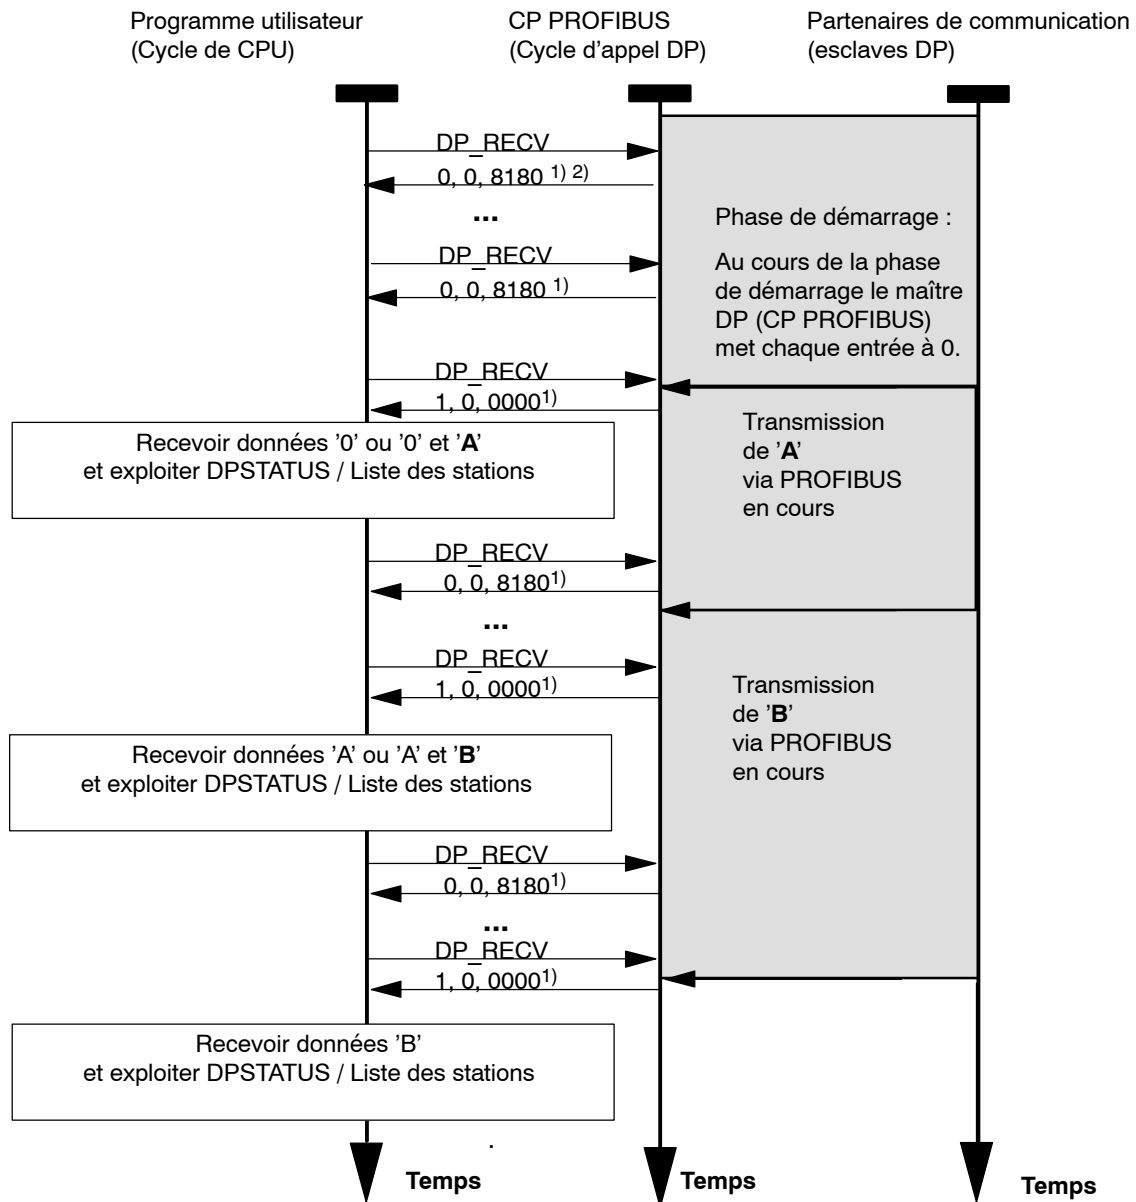 Programme utilisateur
(Cycle de CPU)
CP PROFIBUS
(Cycle d'appel DP)
Partenaires de communication
(esclaves DP)
DP_RECV
0, 0, 8180 1) 2)
...
DP_RECV
0, 0, 8180 1)
Phase de démarrage :
Au cours de la phase
de démarrage le maître
DP (CP PROFIBUS)
met chaque entrée à 0.
DP_RECV
1, 0, 0000 1)
Recevoir données ’0’ ou ’0’ et ’A’
et exploiter DPSTATUS / Liste des stations
Transmission
de ’A’
via PROFIBUS
en cours
DP_RECV
0, 0, 8180 1)
...
DP_RECV
1, 0, 0000 1)
Transmission
de ’B’
via PROFIBUS
en cours
Recevoir données ’A’ ou ’A’ et ’B’
et exploiter DPSTATUS / Liste des stations
DP_RECV
0, 0, 8180 1)
...
DP_RECV
1, 0, 0000 1)
Recevoir données ’B’
et exploiter DPSTATUS / Liste des stations
.
Temps
Temps
Temps